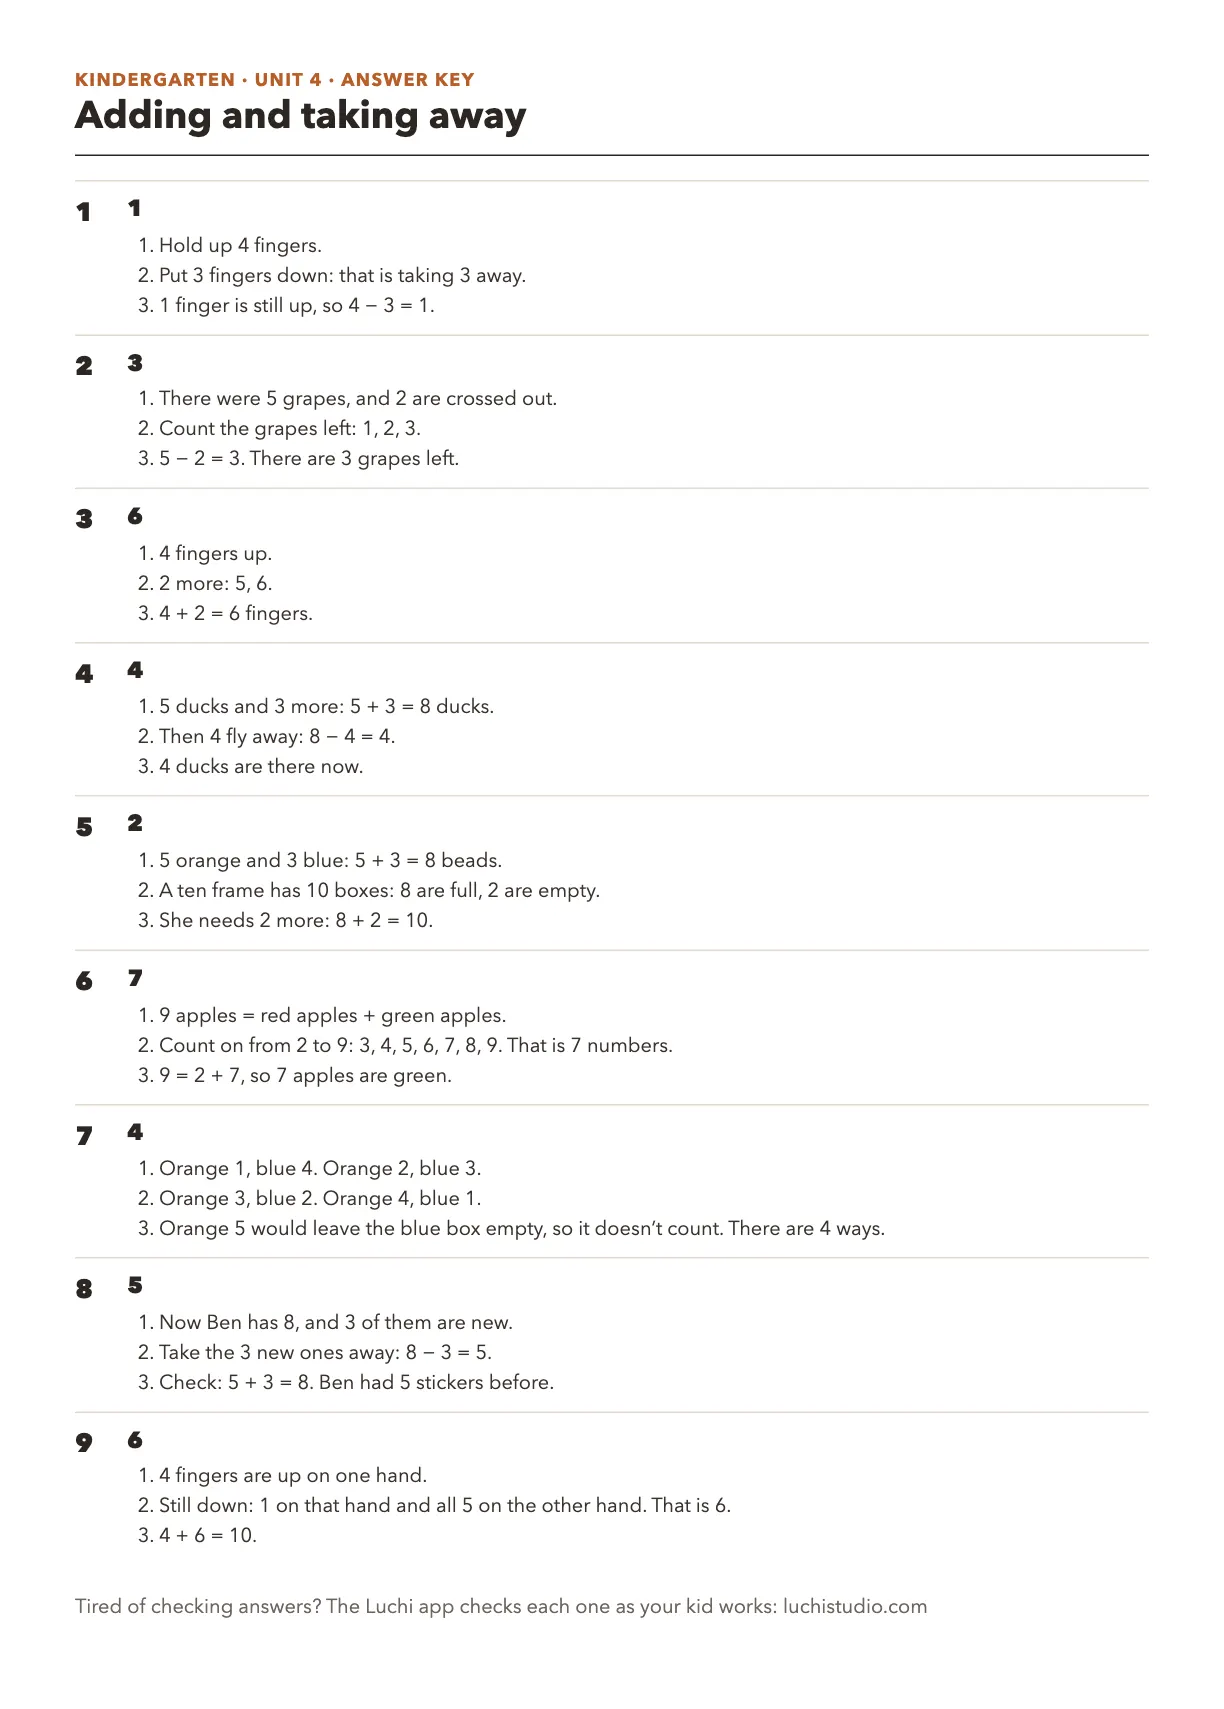 KINDERGARTEN · UNIT 4 · ANSWER KEY
Adding and taking away
1 1
1. Hold up 4 fingers.
2. Put 3 fingers down: that is taking 3 away.
3. 1 finger is still up, so 4 − 3 = 1.
2 3
1. There were 5 grapes, and 2 are crossed out.
2. Count the grapes left: 1, 2, 3.
3. 5 − 2 = 3. There are 3 grapes left.
3 6
1. 4 fingers up.
2. 2 more: 5, 6.
3. 4 + 2 = 6 fingers.
4 4
1. 5 ducks and 3 more: 5 + 3 = 8 ducks.
2. Then 4 fly away: 8 − 4 = 4.
3. 4 ducks are there now.
5 2
1. 5 orange and 3 blue: 5 + 3 = 8 beads.
2. A ten frame has 10 boxes: 8 are full, 2 are empty.
3. She needs 2 more: 8 + 2 = 10.
6 7
1. 9 apples = red apples + green apples.
2. Count on from 2 to 9: 3, 4, 5, 6, 7, 8, 9. That is 7 numbers.
3. 9 = 2 + 7, so 7 apples are green.
7 4
1. Orange 1, blue 4. Orange 2, blue 3.
2. Orange 3, blue 2. Orange 4, blue 1.
3. Orange 5 would leave the blue box empty, so it doesn’t count. There are 4 ways.
8 5
1. Now Ben has 8, and 3 of them are new.
2. Take the 3 new ones away: 8 − 3 = 5.
3. Check: 5 + 3 = 8. Ben had 5 stickers before.
9 6
1. 4 fingers are up on one hand.
2. Still down: 1 on that hand and all 5 on the other hand. That is 6.
3. 4 + 6 = 10.
Tired of checking answers? The Luchi app checks each one as your kid works: luchistudio.com